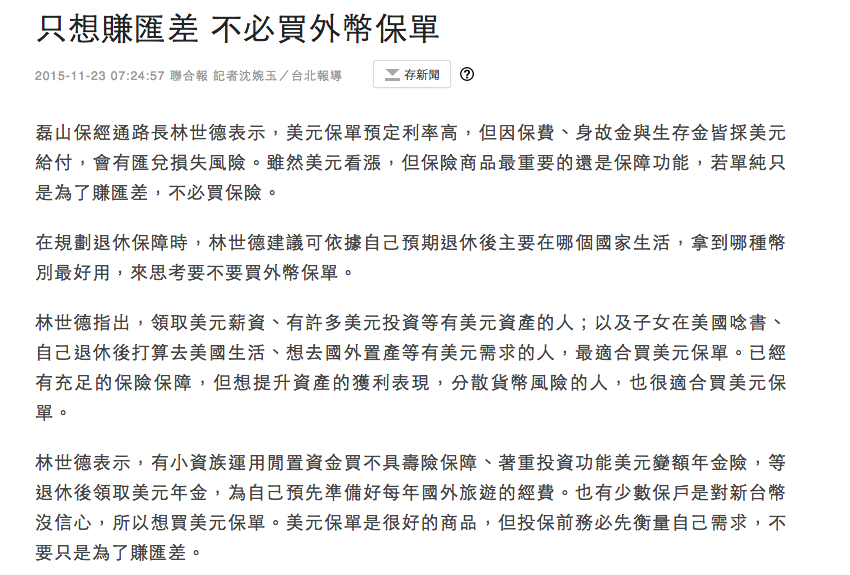 只想賺匯差 不必買外幣保單
2015-11-23 07:24:57 聯合報 記者沈婉玉／台北報導 存新聞 ?
磊山保經通路長林世德表示，美元保單預定利率高，但因保費、身故金與生存金皆採美元
給付，會有匯兌損失風險。雖然美元看漲，但保險商品最重要的還是保障功能，若單純只
是為了賺匯差，不必買保險。
在規劃退休保障時，林世德建議可依據自己預期退休後主要在哪個國家生活，拿到哪種幣
別最好用，來思考要不要買外幣保單。
林世德指出，領取美元薪資、有許多美元投資等有美元資產的人；以及子女在美國唸書、
自己退休後打算去美國生活、想去國外置產等有美元需求的人，最適合買美元保單。已經
有充足的保險保障，但想提升資產的獲利表現，分散貨幣風險的人，也很適合買美元保
單。
林世德表示，有小資族運用閒置資金買不具壽險保障、著重投資功能美元變額年金險，等
退休後領取美元年金，為自己預先準備好每年國外旅遊的經費。也有少數保戶是對新台幣
沒信心，所以想買美元保單。美元保單是很好的商品，但投保前務必先衡量自己需求，不
要只是為了賺匯差。